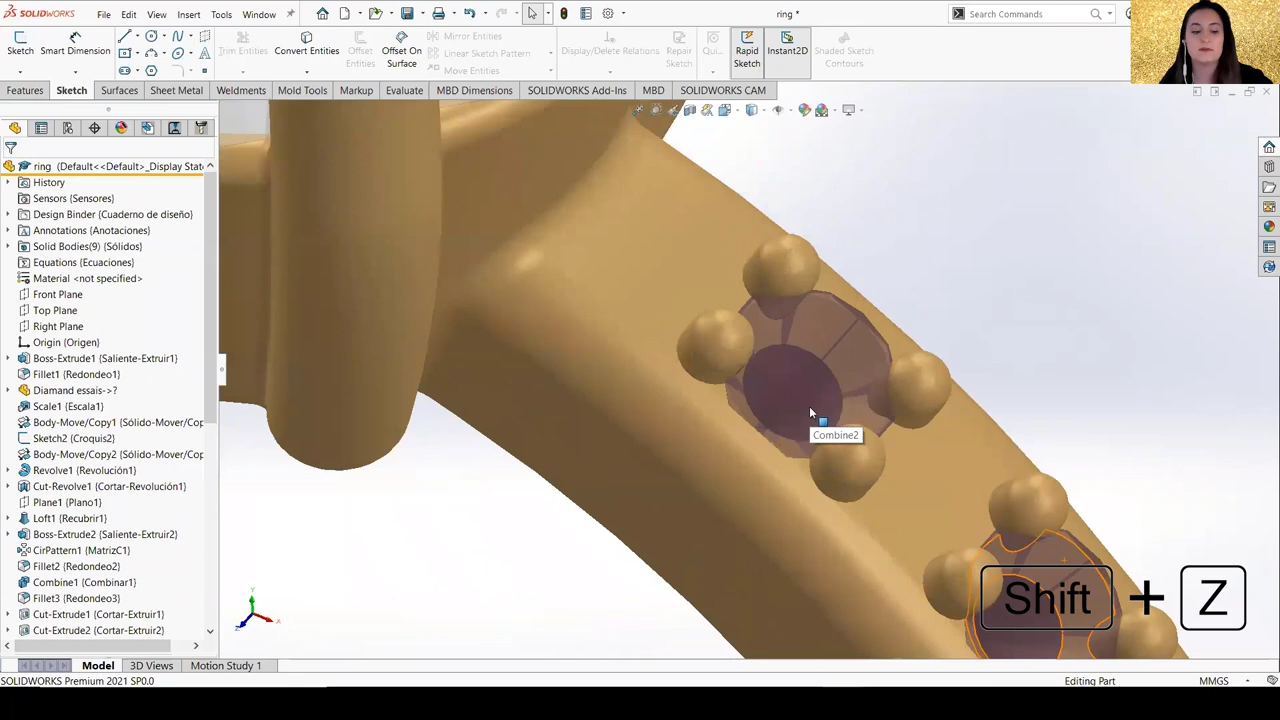 SOLIDWORKS File Edit View Insert Tools Window ring * Search Commands
Sketch Smart Dimension Trim Entities Convert Entities Offset Entities Offset On Surface Mirror Entities Linear Sketch Pattern Move Entities Display/Delete Relations Repair Sketch Qui... Rapid Sketch Instant2D Shaded Sketch Contours
Features Sketch Surfaces Sheet Metal Weldments Mold Tools Markup Evaluate MBD Dimensions SOLIDWORKS Add-Ins MBD SOLIDWORKS CAM
ring (Default<<Default>_Display State
History
Sensors (Sensores)
Design Binder (Cuaderno de diseño)
Annotations (Anotaciones)
Solid Bodies(9) (Sólidos)
Equations (Ecuaciones)
Material <not specified>
Front Plane
Top Plane
Right Plane
Origin (Origen)
Boss-Extrude1 (Saliente-Extruir1)
Fillet1 (Redondeo1)
Diamand essais->?
Scale1 (Escala1)
Body-Move/Copy1 (Sólido-Mover/Cop
Sketch2 (Croquis2)
Body-Move/Copy2 (Sólido-Mover/Cop
Revolve1 (Revolución1)
Cut-Revolve1 (Cortar-Revolución1)
Plane1 (Plano1)
Loft1 (Recubrir1)
Boss-Extrude2 (Saliente-Extruir2)
CirPattern1 (MatrizC1)
Fillet2 (Redondeo2)
Combine1 (Combinar1)
Fillet3 (Redondeo3)
Cut-Extrude1 (Cortar-Extruir1)
Cut-Extrude2 (Cortar-Extruir2)
Combine2
Shift + Z
Y
X
Z
Model 3D Views Motion Study 1
SOLIDWORKS Premium 2021 SP0.0 Editing Part MMGS